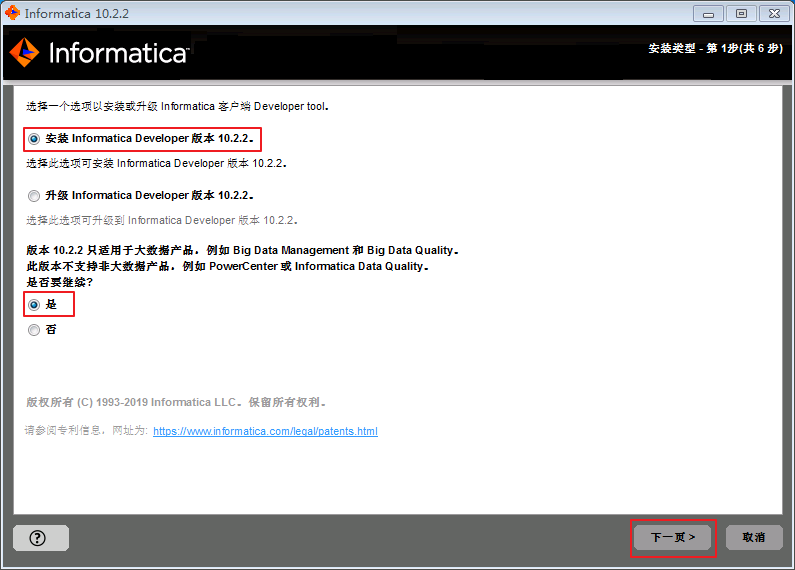 Informatica 10.2.2
Informatica
安装类型 - 第 1步(共 6 步)
选择一个选项以安装或升级 Informatica 客户端 Developer tool。
安装 Informatica Developer 版本 10.2.2。
选择此选项可安装 Informatica Developer 版本 10.2.2。
升级 Informatica Developer 版本 10.2.2。
选择此选项可升级到 Informatica Developer 版本 10.2.2。
版本 10.2.2 只适用于大数据产品，例如 Big Data Management 和 Big Data Quality。
此版本不支持非大数据产品，例如 PowerCenter 或 Informatica Data Quality。
是否要继续?
是
否
版权所有 (C) 1993-2019 Informatica LLC。保留所有权利。
请参阅专利信息，网址为: https://www.informatica.com/legal/patents.html
?
下一页 >
取消